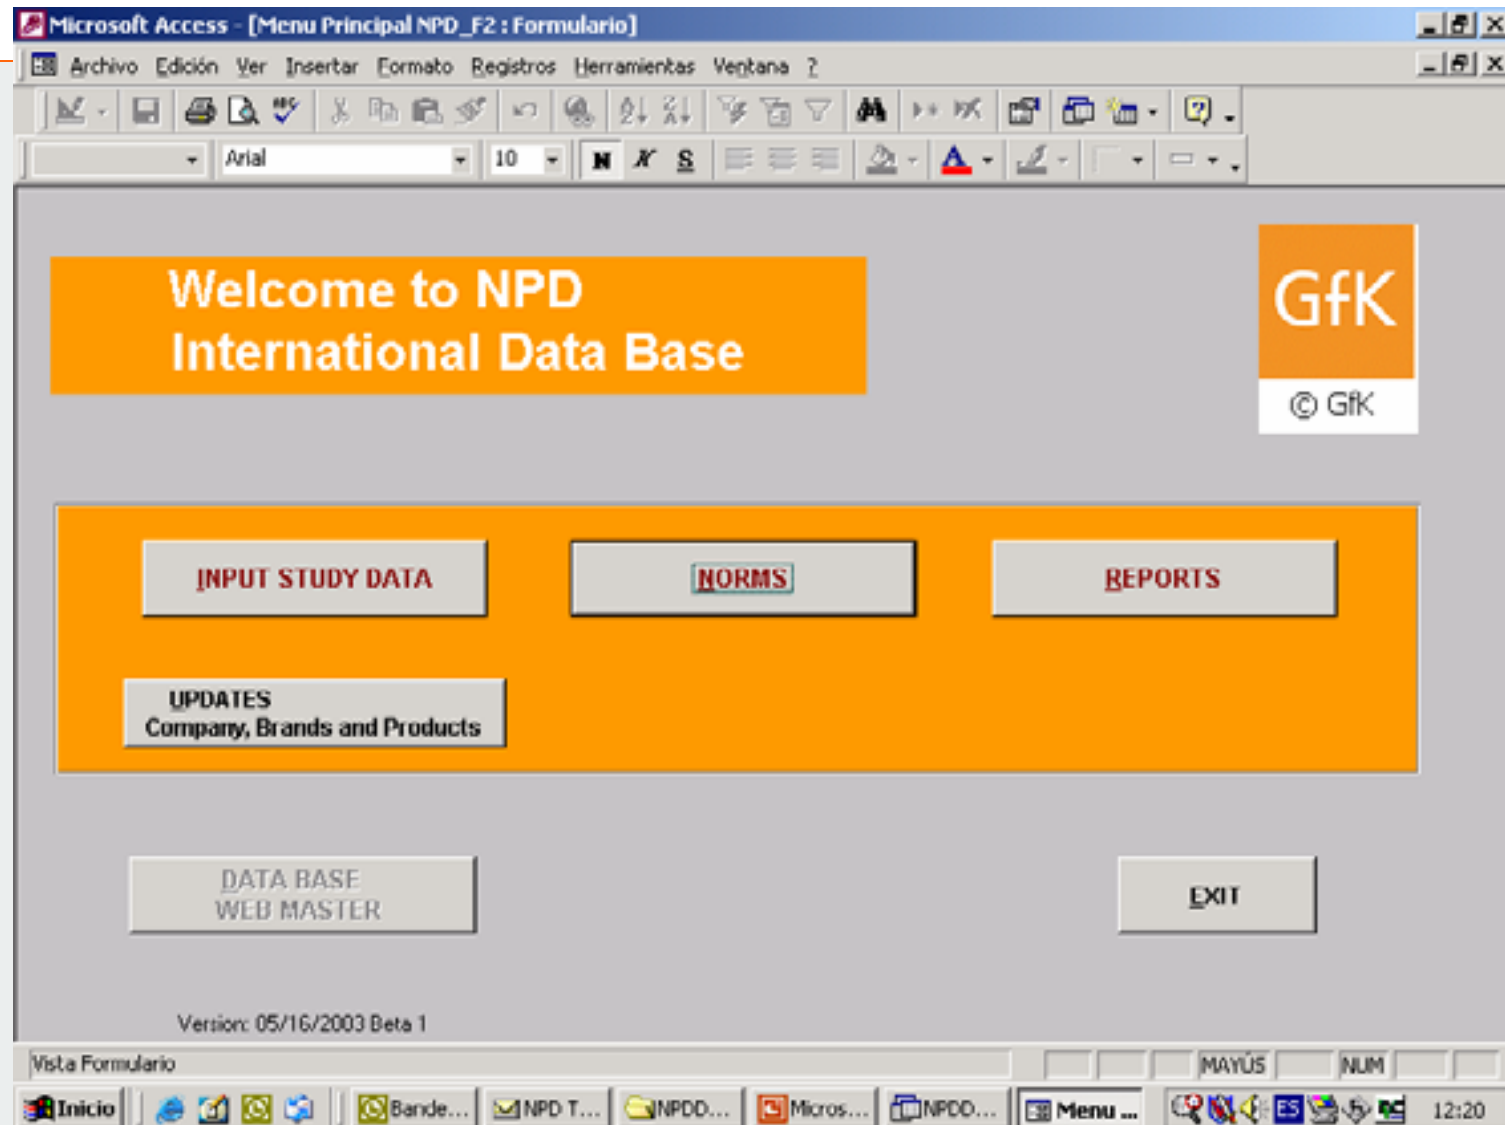 Microsoft Access - [Menu Principal NPD_F2 : Formulario]
Archivo Edición Ver Insertar Formato Registros Herramientas Ventana ?
Arial 10 N K S
Welcome to NPD
International Data Base
GfK
© GfK
INPUT STUDY DATA NORMS REPORTS
UPDATES
Company, Brands and Products
DATA BASE
WEB MASTER
EXIT
Version: 05/16/2003 Beta 1
Vista Formulario MAYÚS NUM
Inicio Bande... NPD T... NPDD... Micros... NPDD... Menu ... ES 12:20